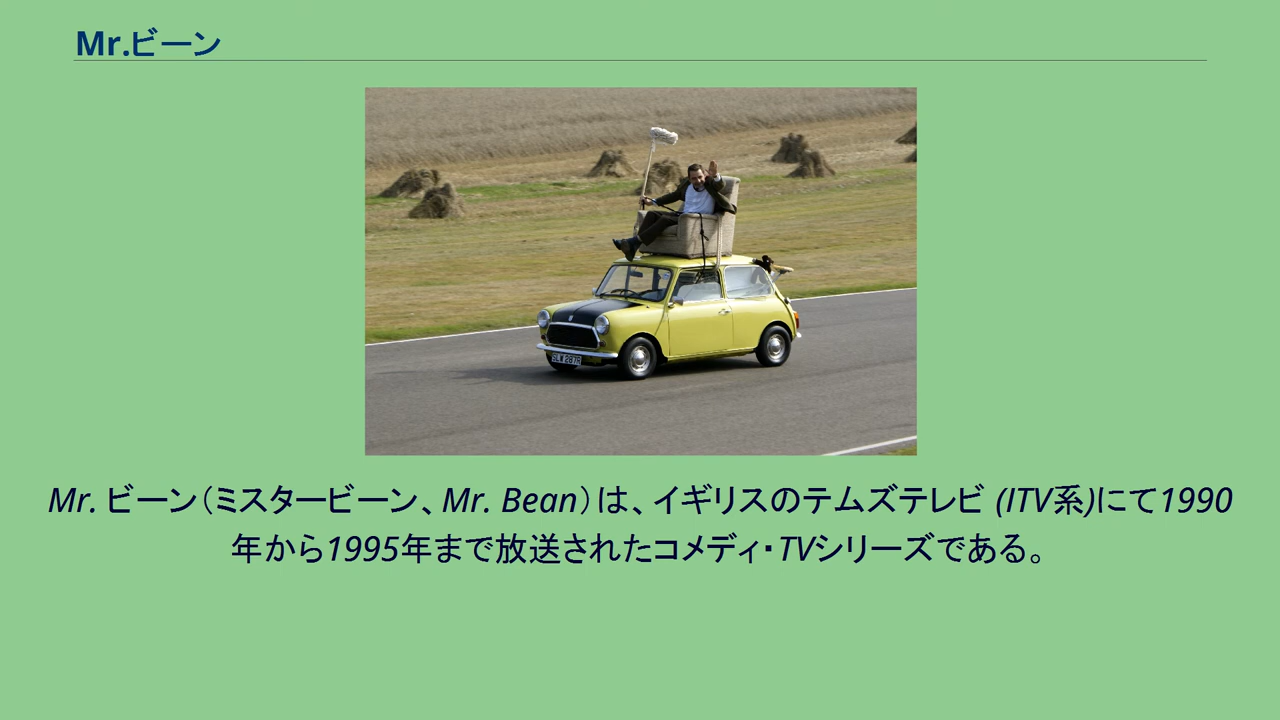 Mr.ビーン
SLW 287R
Mr. ビーン（ミスタービーン、Mr. Bean）は、イギリスのテムズテレビ (ITV系)にて1990
年から1995年まで放送されたコメディ・TVシリーズである。